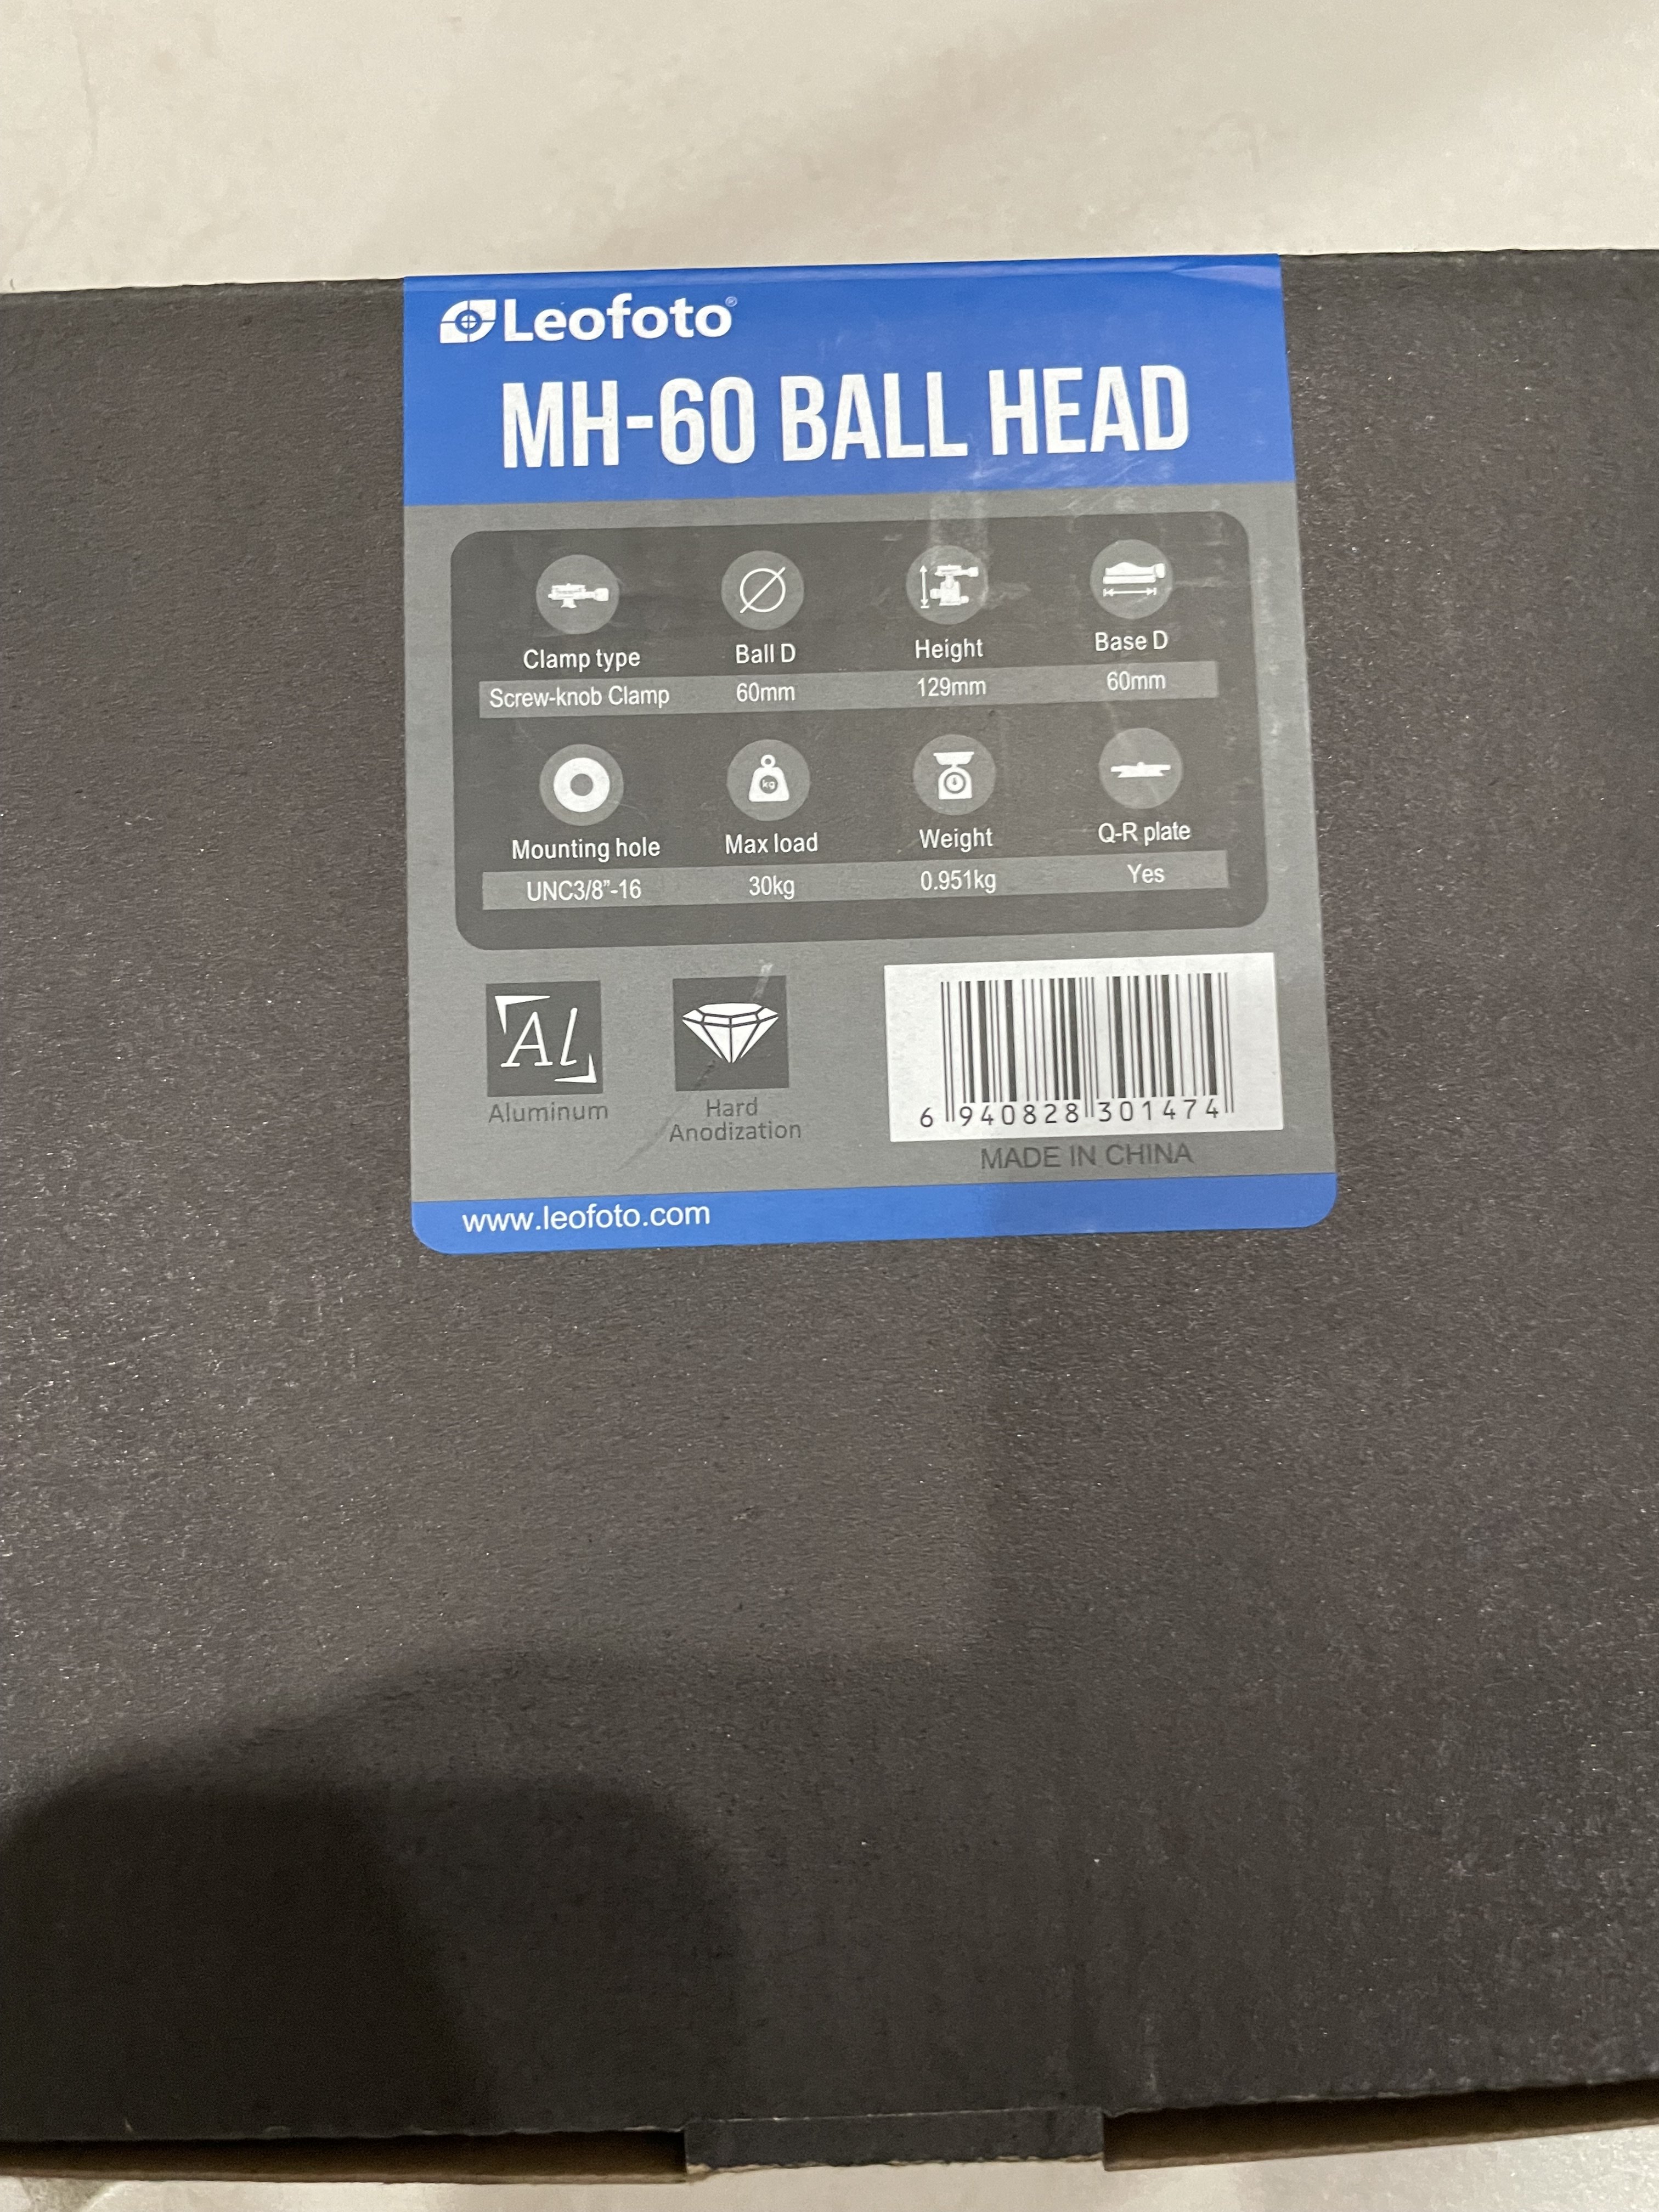 Leofoto®
MH-60 BALL HEAD
Clamp type Ball D Height Base D
Screw-knob Clamp 60mm 129mm 60mm
kg
Mounting hole Max load Weight Q-R plate
UNC3/8”-16 30kg 0.951kg Yes
Al
Aluminum
Hard
Anodization
6 940828 301474
MADE IN CHINA
www.leofoto.com